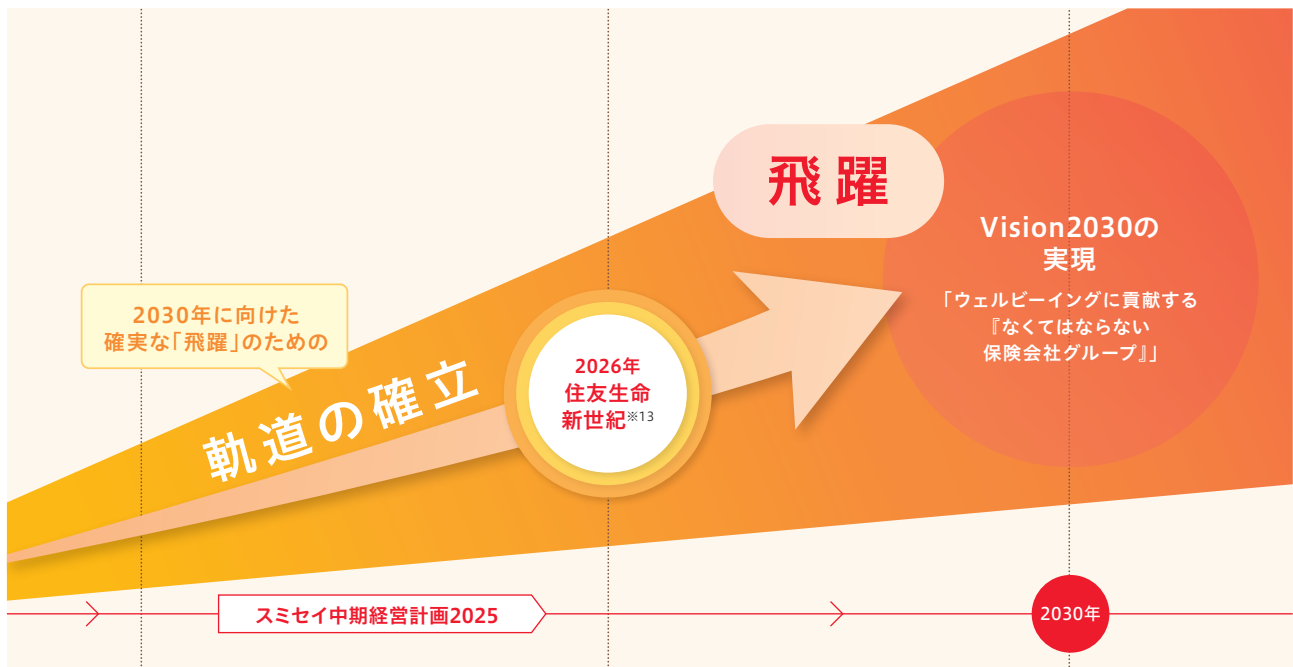 飛躍
Vision2030の
実現
「ウェルビーイングに貢献する
『なくてはならない
保険会社グループ』」
2030年に向けた
確実な「飛躍」のための
軌道の確立
2026年
住友生命
新世紀※13
スミセイ中期経営計画2025
2030年